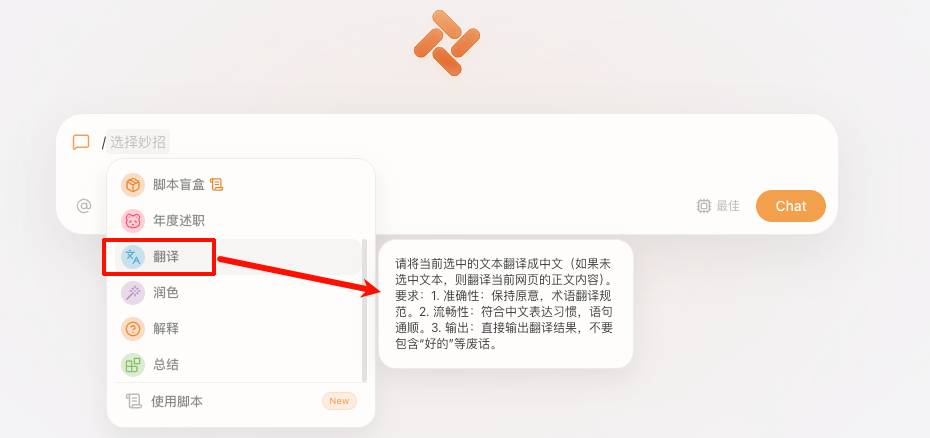 /选择妙招
脚本盲盒
年度述职
翻译
润色
解释
总结
使用脚本 New
@ 最佳 Chat
请将当前选中的文本翻译成中文（如果未
选中文本，则翻译当前网页的正文内容）。
要求：1. 准确性：保持原意，术语翻译规
范。2. 流畅性：符合中文表达习惯，语句
通顺。3. 输出：直接输出翻译结果，不要
包含“好的”等废话。